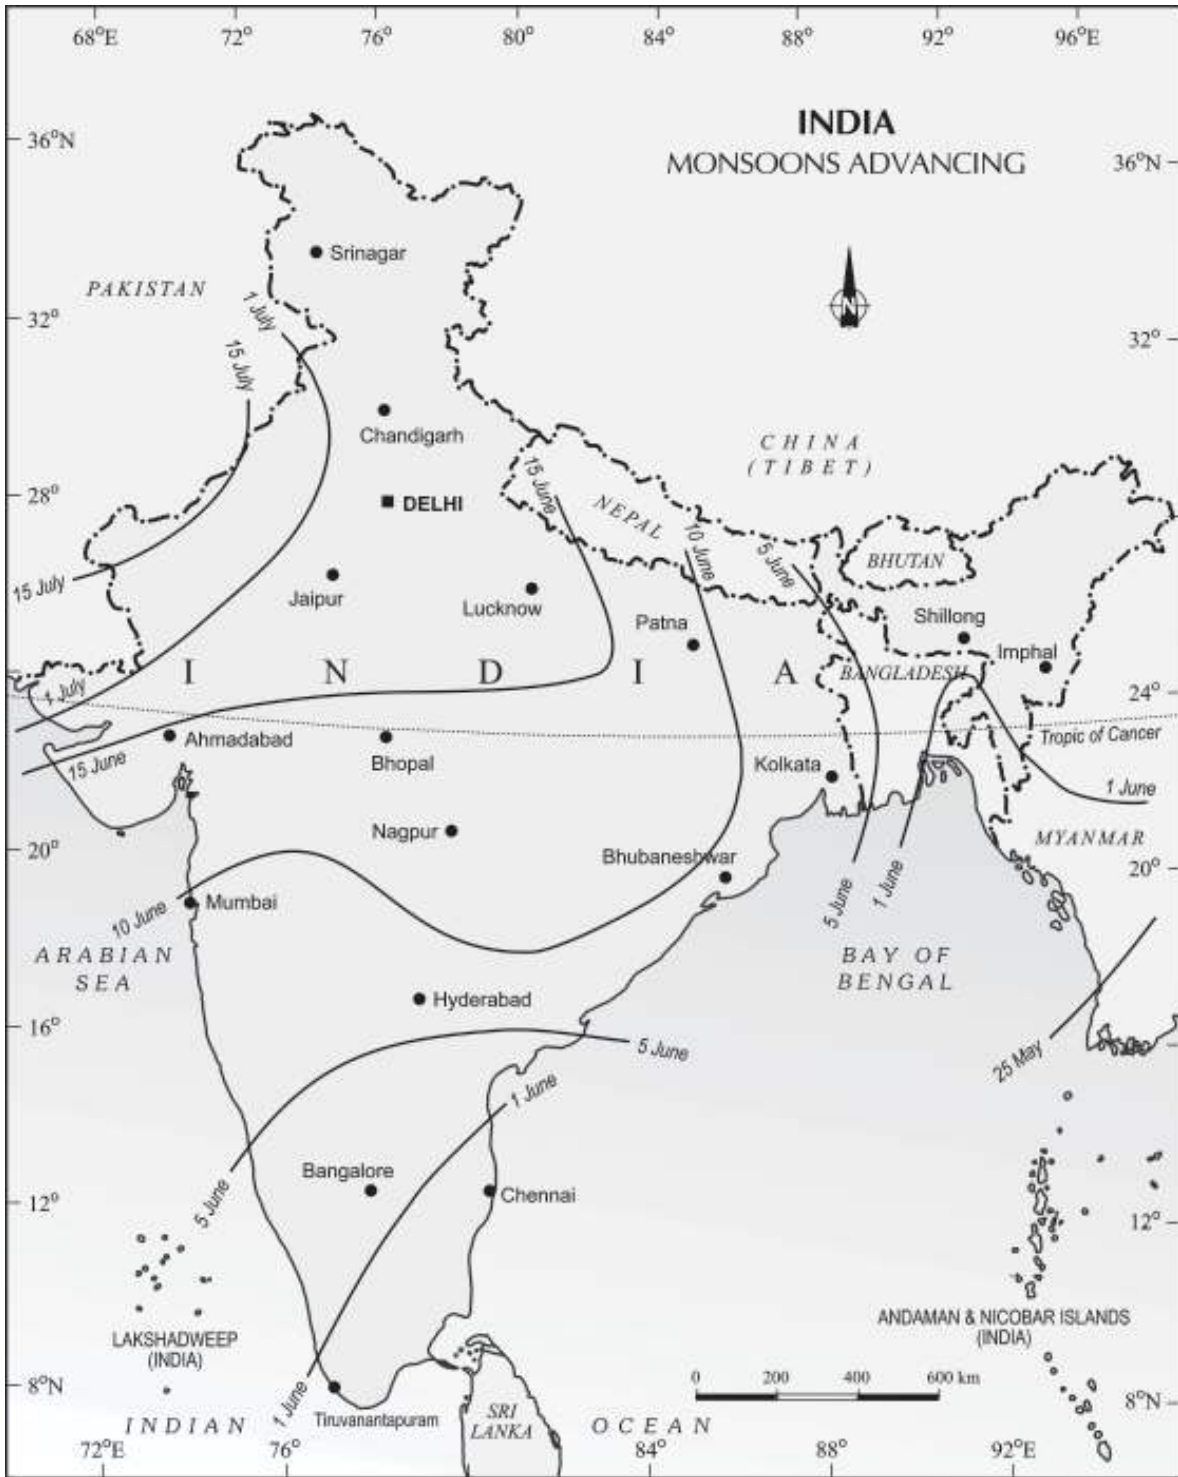 68°E 72° 76° 80° 84° 88° 92° 96°E
INDIA
MONSOONS ADVANCING
36°N
36°N
Srinagar
PAKISTAN
1 July
32°
32°
15 July
Chandigarh
CHINA
(TIBET)
15 June
28°
DELHI
NEPAL
10 June
5 June
BHUTAN
15 July
Jaipur
Lucknow
Patna
Shillong
Imphal
I N D I A
BANGLADESH
1 July
24°
Tropic of Cancer
Ahmadabad
15 June
Bhopal
Kolkata
1 June
Nagpur
MYANMAR
20°
Bhubaneshwar
20°
Mumbai
10 June
5 June
1 June
ARABIAN
SEA
BAY OF
BENGAL
Hyderabad
16°
5 June
25 May
1 June
Bangalore
12°
Chennai
5 June
12°
LAKSHADWEEP
(INDIA)
ANDAMAN & NICOBAR ISLANDS
(INDIA)
0 200 400 600 km
8°N
1 June
Tiruvanantapuram
8°N
INDIAN
SRI
LANKA
OCEAN
72°E 76° 84° 88° 92°E